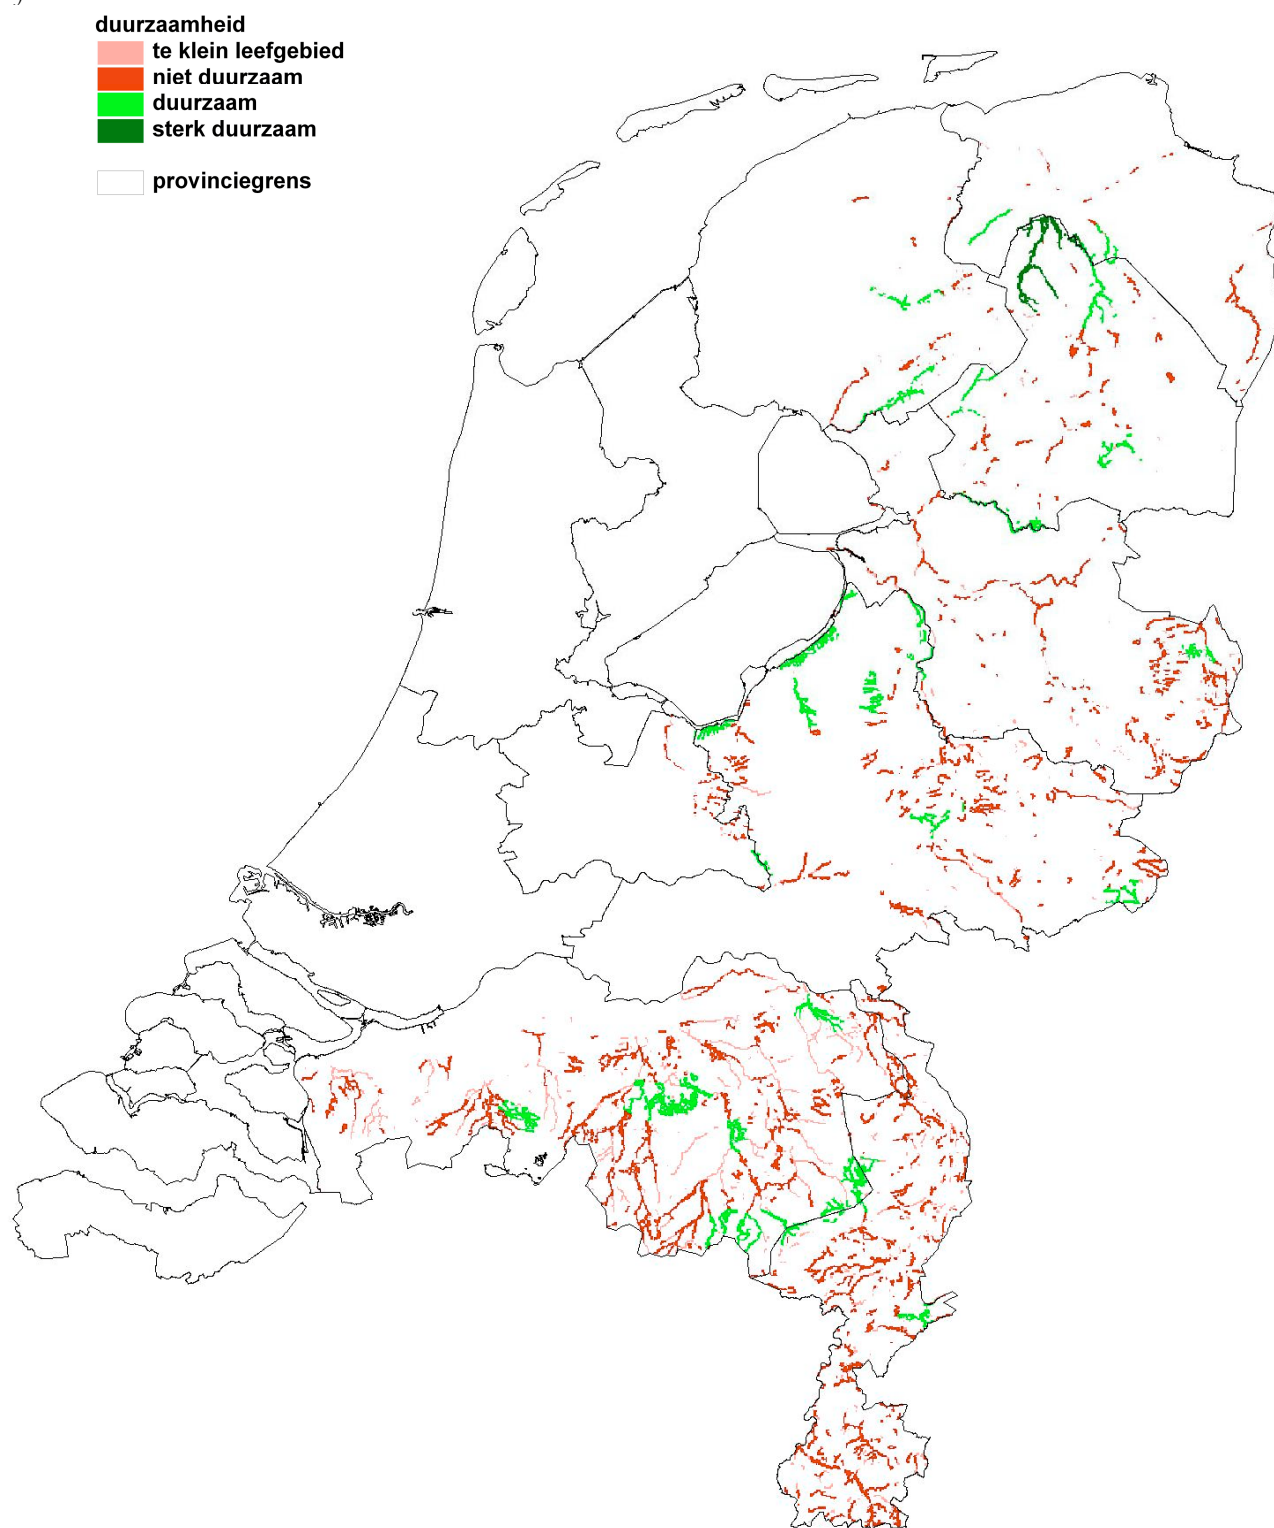 .)
duurzaamheid
te klein leefgebied
niet duurzaam
duurzaam
sterk duurzaam
provinciegrens